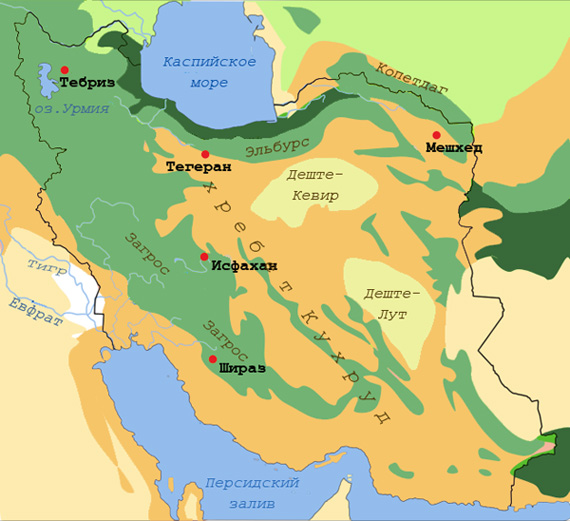 Каспийское
море
Копетдаг
Тебриз
оз.Урмия
Эльбурс
Мешхед
Тегеран
Деште-
Кевир
хребт Кухруд
Загрос
Исфахан
тигр
Евфрат
Деште-
Лут
Загрос
Шираз
Персидский
залив